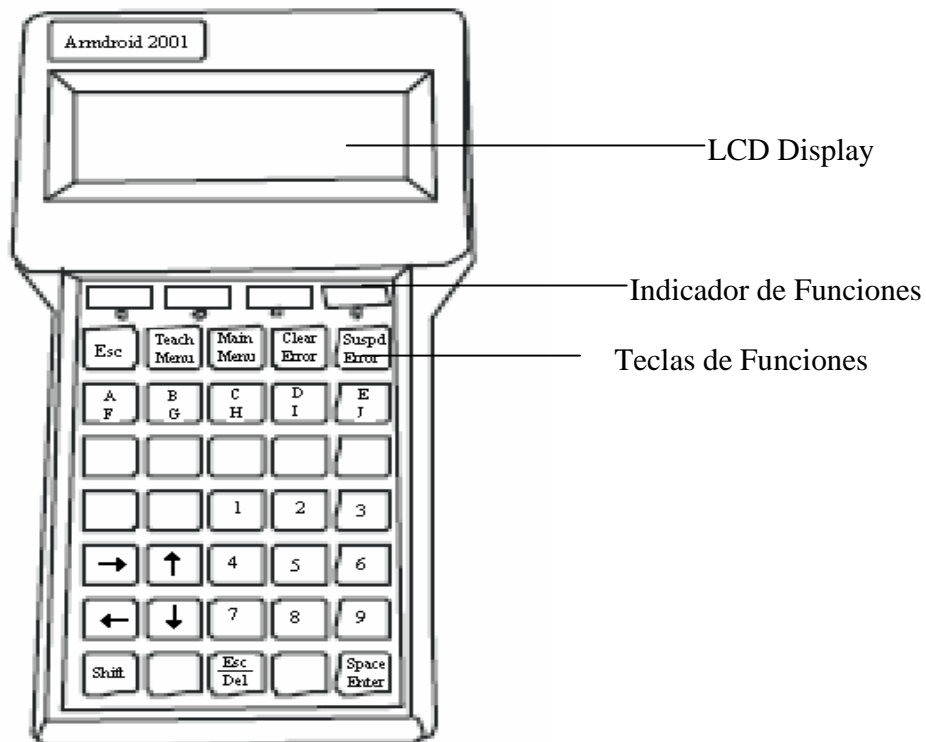 Armdroid 2001
LCD Display
Indicador de Funciones
Esc
Teach
Menu
Main
Menu
Clear
Error
Suspd
Error
Teclas de Funciones
A
F
B
G
C
H
D
I
E
J
1
2
3
→
↑
4
5
6
←
↓
7
8
9
Shift
Esc
Del
Space
Enter